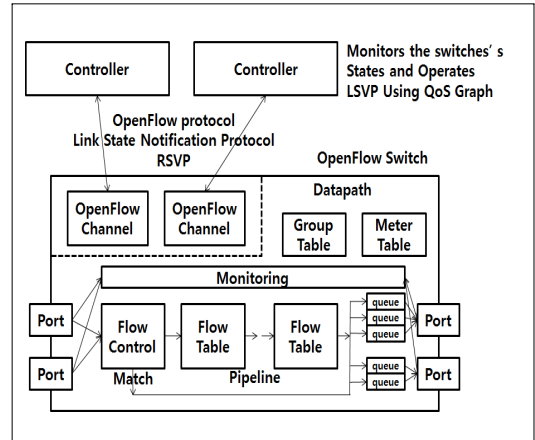 Controller
Controller
Monitors the switches' s
States and Operates
LSVP Using QoS Graph
OpenFlow protocol
Link State Notification Protocol
RSVP
OpenFlow Switch
Datapath
OpenFlow
Channel
OpenFlow
Channel
Group
Table
Meter
Table
Monitoring
Port
Port
Flow
Control
Flow
Table
Flow
Table
queue
queue
queue
queue
queue
Port
Port
Match
Pipeline